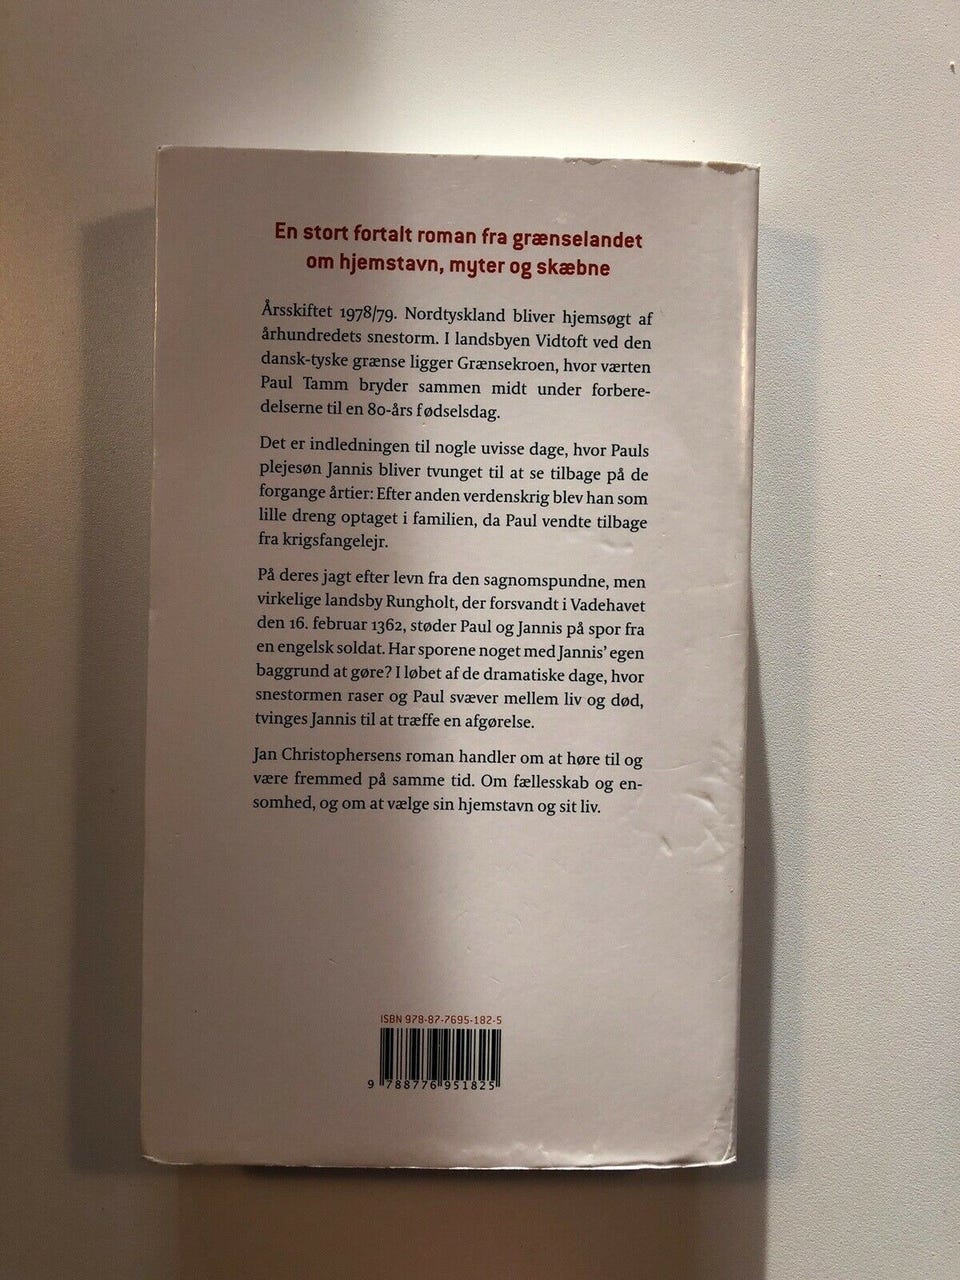 En stort fortalt roman fra grænselandet
om hjemstavn, myter og skæbne
Årsskiftet 1978/79. Nordtyskland bliver hjemsøgt af
århundredets snestorm. I landsbyen Vidtoft ved den
dansk-tyske grænse ligger Grænsekroen, hvor værten
Paul Tamm bryder sammen midt under forbere-
delserne til en 80-års fødselsdag.
Det er indledningen til nogle uvisse dage, hvor Pauls
plejesøn Jannis bliver tvunget til at se tilbage på de
forgange årtier: Efter anden verdenskrig blev han som
lille dreng optaget i familien, da Paul vendte tilbage
fra krigsfangelejr.
På deres jagt efter levn fra den sagnomspundne, men
virkelige landsby Rungholt, der forsvandt i Vadehavet
den 16. februar 1362, støder Paul og Jannis på spor fra
en engelsk soldat. Har sporene noget med Jannis' egen
baggrund at gøre? I løbet af de dramatiske dage, hvor
snestormen raser og Paul svæver mellem liv og død,
tvinges Jannis til at træffe en afgørelse.
Jan Christophersens roman handler om at høre til og
være fremmed på samme tid. Om fællesskab og en-
somhed, og om at vælge sin hjemstavn og sit liv.
ISBN 978-87-7695-182-5
9 788776 951825